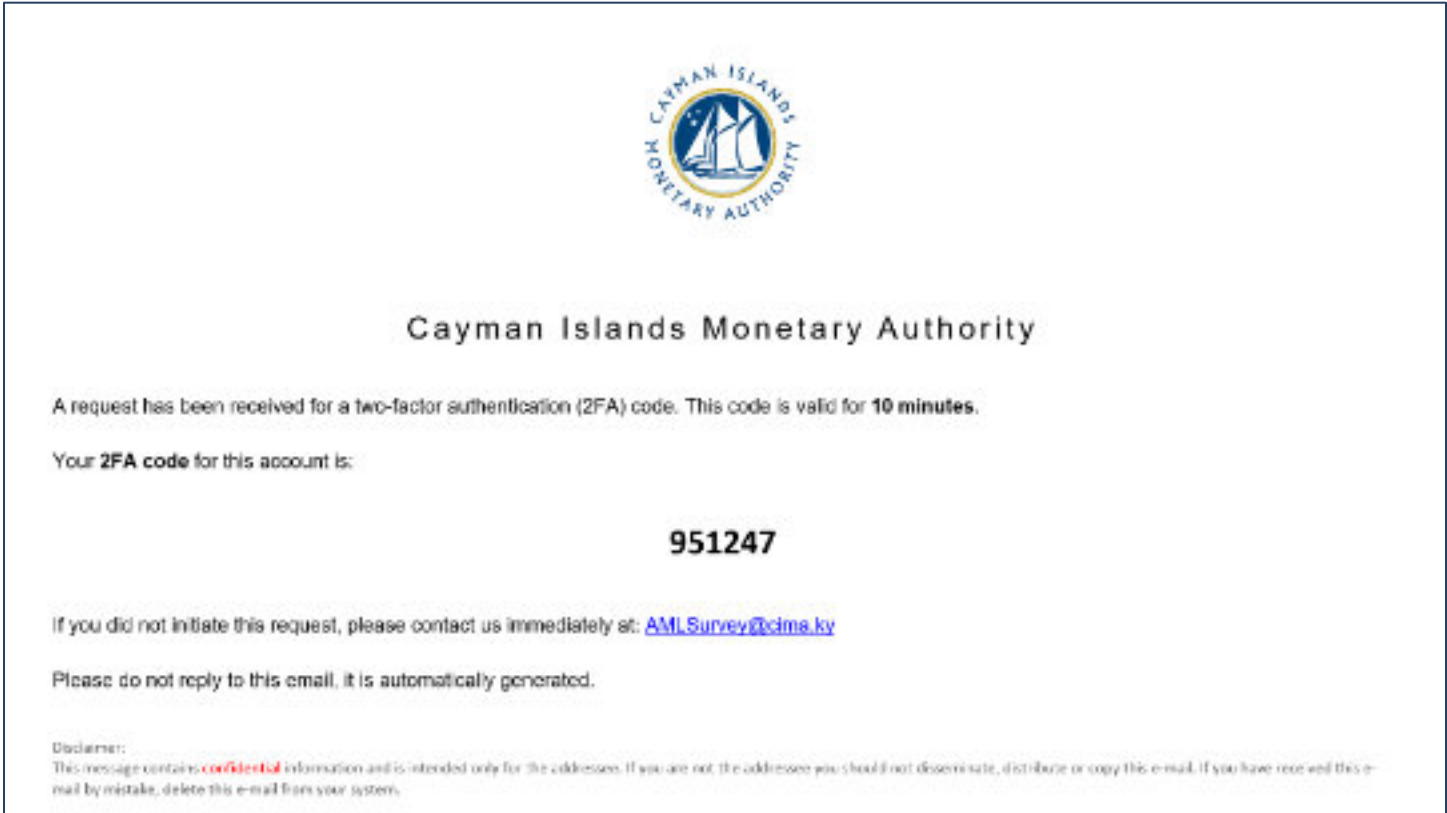 CAYMAN ISLANDS
MONETARY AUTHORITY
Cayman Islands Monetary Authority
A request has been received for a two-factor authentication (2FA) code. This code is valid for 10 minutes.
Your 2FA code for this account is:
951247
If you did not initiate this request, please contact us immediately at: AMLSurvey@cima.ky
Please do not reply to this email, it is automatically generated.
Disclaimer:
This message contains confidential information and is intended only for the addressee. If you are not the addressee you should not disseminate, distribute or copy this e-mail. If you have received this e-
mail by mistake, delete this e-mail from your system.